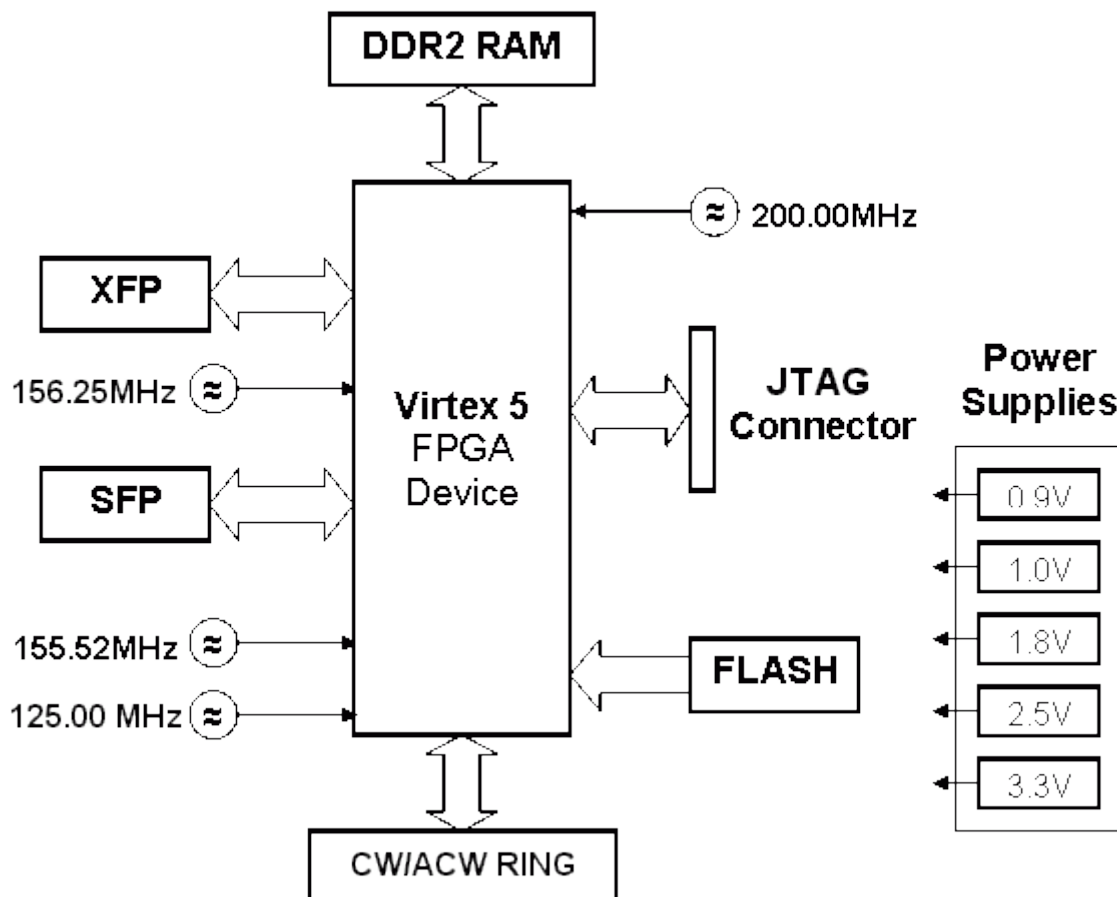 DDR2 RAM
200.00MHz
XFP
156.25MHz
Virtex 5
FPGA
Device
JTAG
Connector
Power
Supplies
SFP
0.9V
1.0V
155.52MHz
FLASH
1.8V
125.00 MHz
2.5V
3.3V
CW/ACW RING